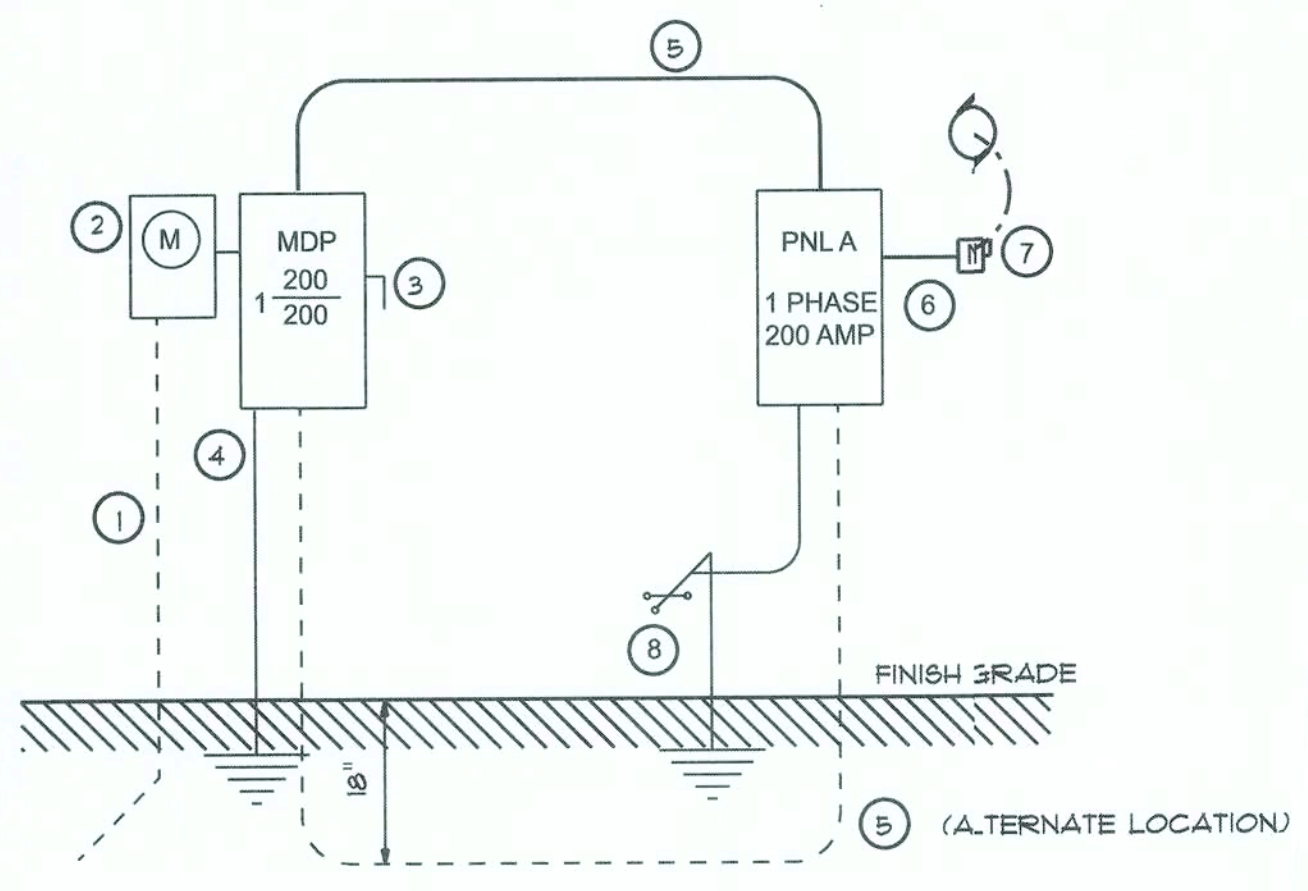 5
2
M
MDP
1 200
200
3
PNL A
1 PHASE
200 AMP
6
M
7
4
1
8
FINISH GRADE
18"
5 (ALTERNATE LOCATION)